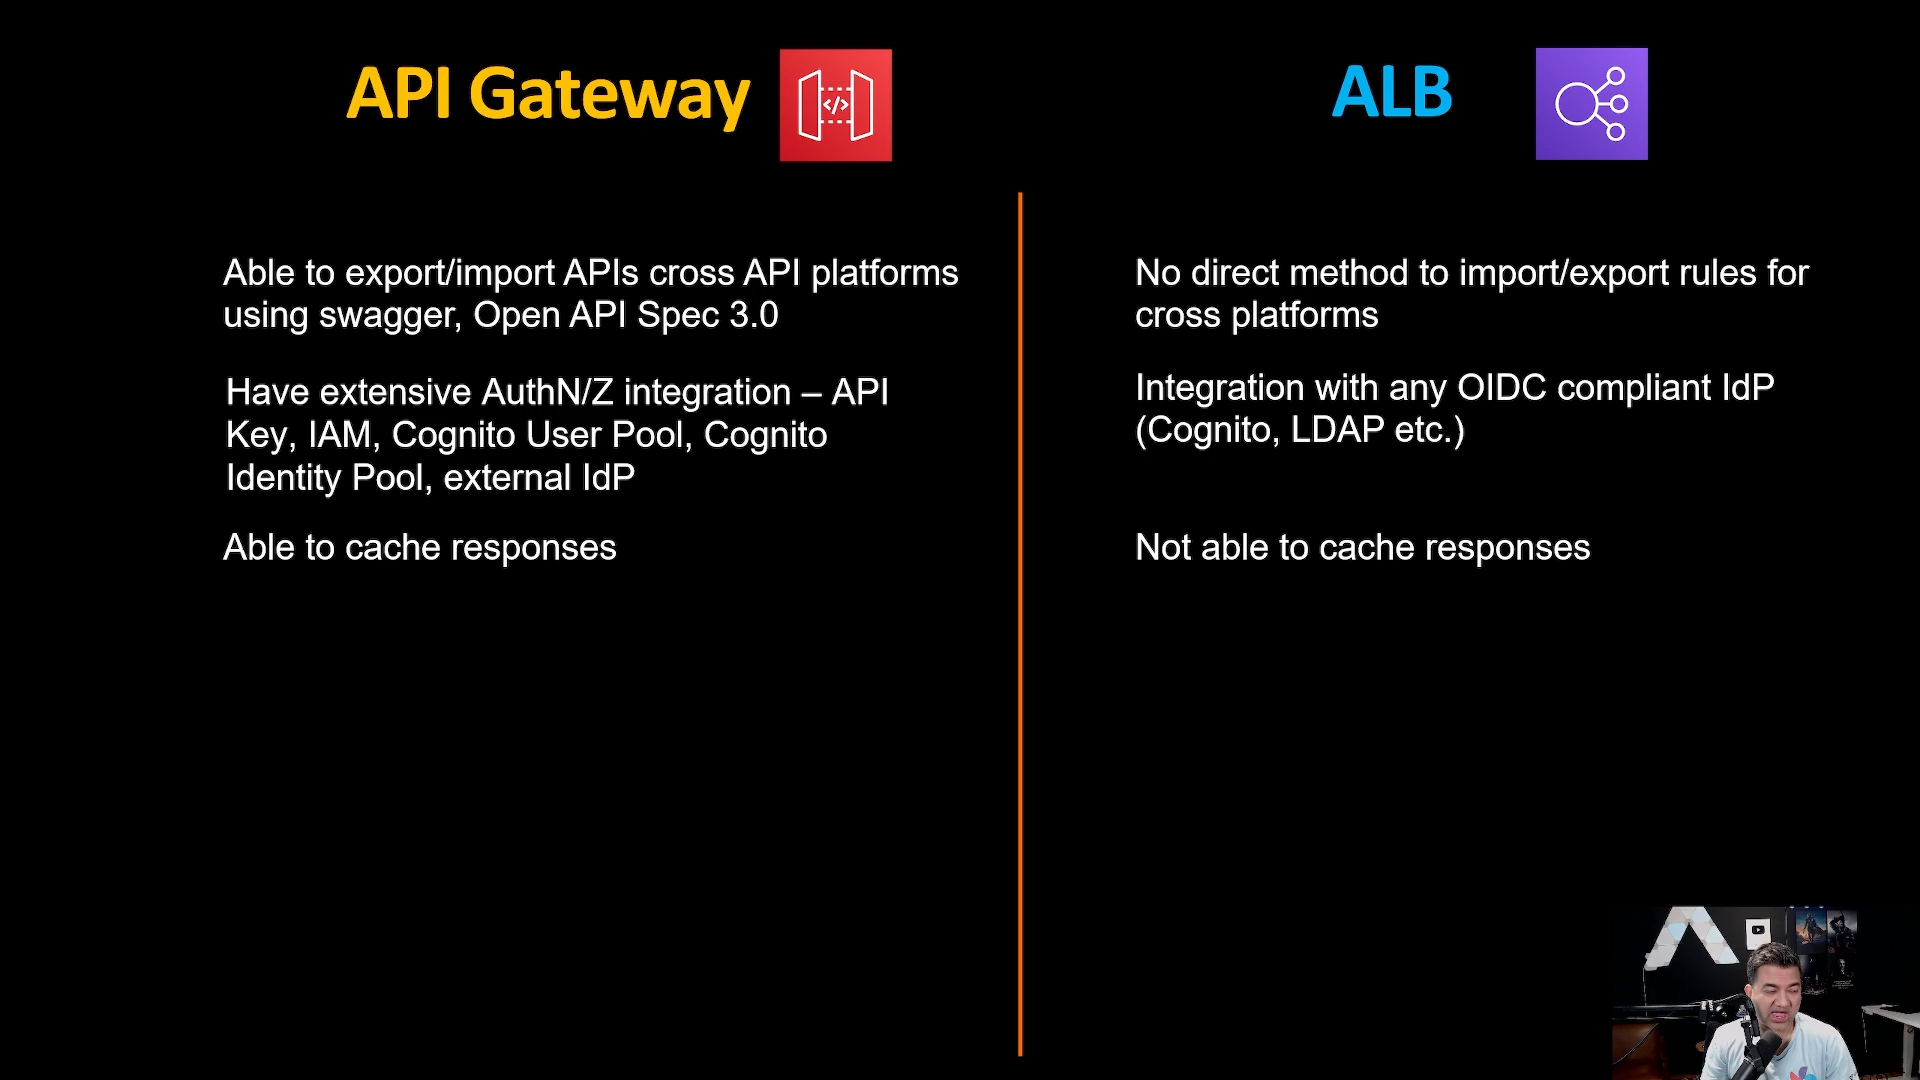 API Gateway
</>
ALB
Able to export/import APIs cross API platforms
using swagger, Open API Spec 3.0
No direct method to import/export rules for
cross platforms
Have extensive AuthN/Z integration – API
Key, IAM, Cognito User Pool, Cognito
Identity Pool, external IdP
Integration with any OIDC compliant IdP
(Cognito, LDAP etc.)
Able to cache responses
Not able to cache responses